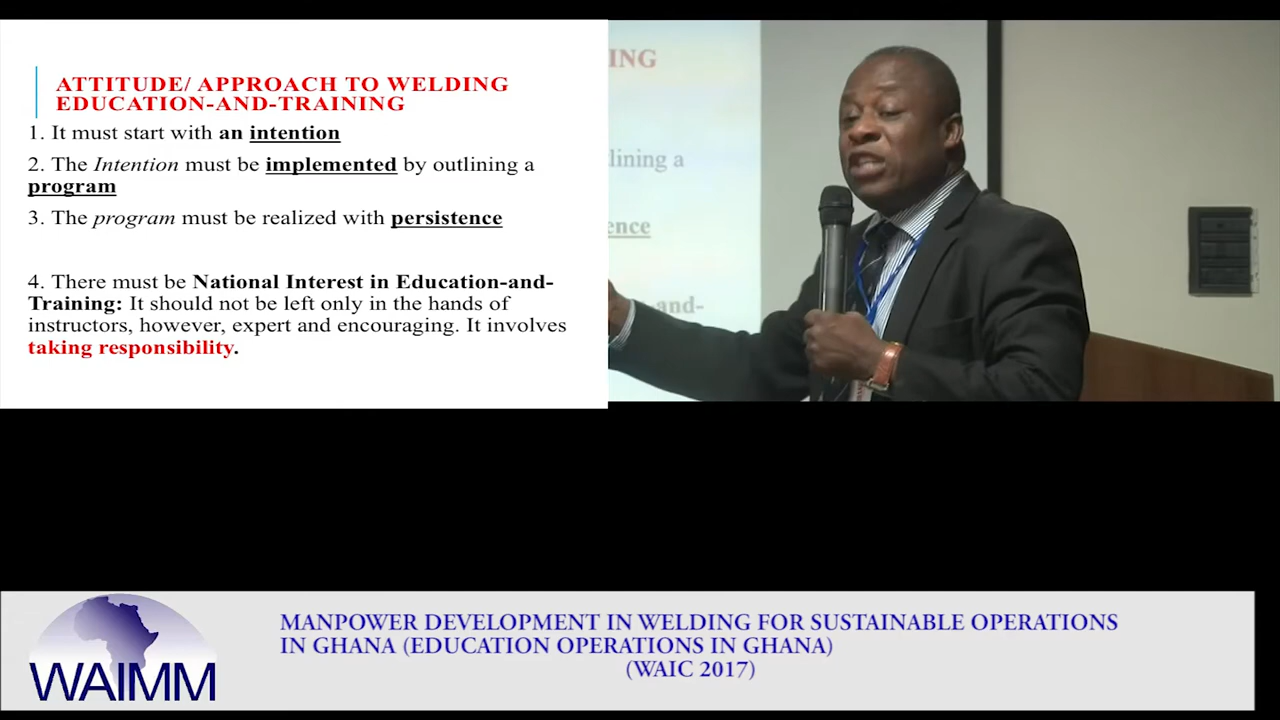 ATTITUDE/ APPROACH TO WELDING
EDUCATION-AND-TRAINING
1. It must start with an intention
2. The Intention must be implemented by outlining a
program
3. The program must be realized with persistence
4. There must be National Interest in Education-and-
Training: It should not be left only in the hands of
instructors, however, expert and encouraging. It involves
taking responsibility.
ING
lining a
ence
-and-
WAIMM
MANPOWER DEVELOPMENT IN WELDING FOR SUSTAINABLE OPERATIONS
IN GHANA (EDUCATION OPERATIONS IN GHANA)
(WAIC 2017)